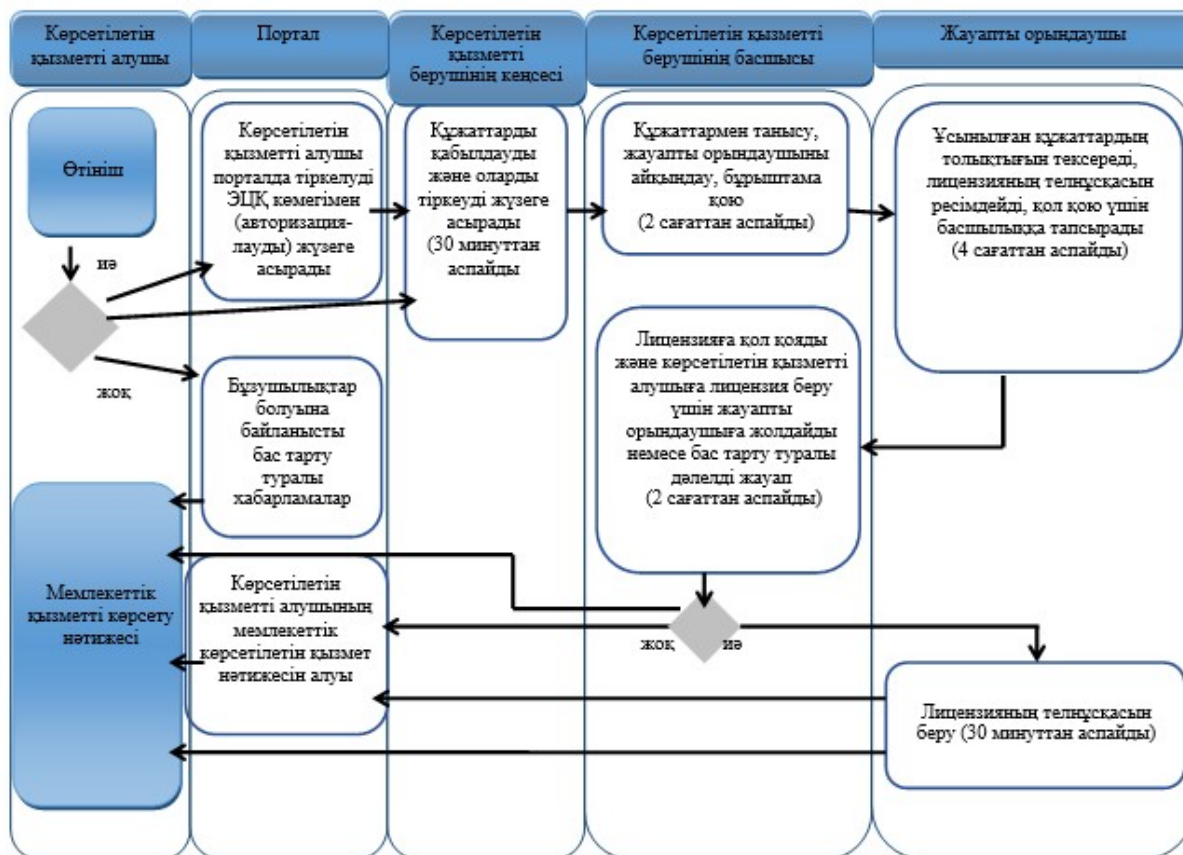 Көрсетілетін
қызметті алушы
Портал
Көрсетілетін
қызметті
берушінің кеңсесі
Көрсетілетін қызметті
берушінің басшысы
Жауапты орындаушы
Өтініш
иә
жоқ
Көрсетілетін
қызметті алушы
порталда тіркелуді
ЭЦҚ көмегімен
(авторизация-
лауды) жүзеге
асырады
Құжаттарды
қабылдауды
және оларды
тіркеуді жүзеге
асырады
(30 минуттан
аспайды
Құжаттармен танысу,
жауапты орындаушыны
айқындау, бұрыштама
қою
(2 сағаттан аспайды)
Ұсынылған құжаттардың
толықтығын тексереді,
лицензияның телнұсқасын
ресімдейді, қол қою үшін
басшылыққа тапсырады
(4 сағаттан аспайды)
Бұзушылықтар
болуына
байланысты
бас тарту
туралы
хабарламалар
Лицензияға қол қояды
және көрсетілетін қызметті
алушыға лицензия беру
үшін жауапты
орындаушыға жолдайды
немесе бас тарту туралы
дәлелді жауап
(2 сағаттан аспайды)
Мемлекеттік
қызметті көрсету
нәтижесі
Көрсетілетін
қызметті алушының
мемлекеттік
көрсетілетін қызмет
нәтижесін алуы
жоқ
иә
Лицензияның телнұсқасын
беру (30 минуттан аспайды)